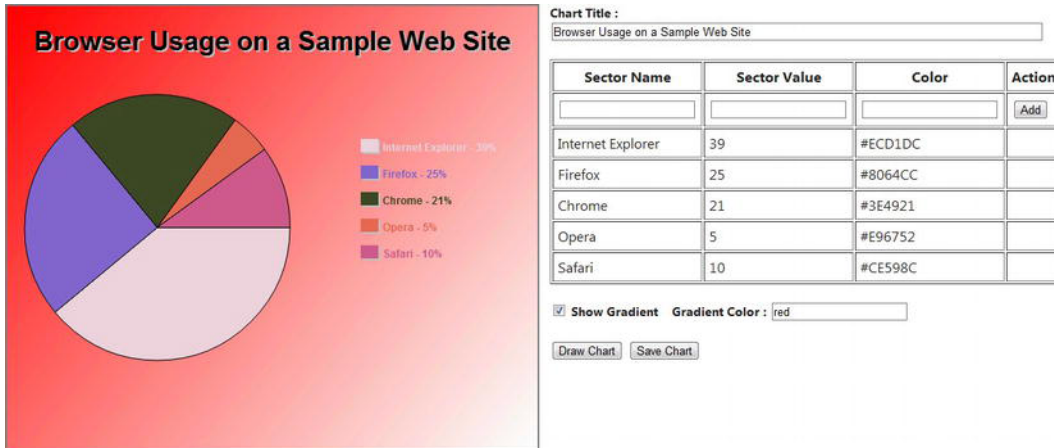 Browser Usage on a Sample Web Site
Internet Explorer - 39%
Firefox - 25%
Chrome - 21%
Opera - 5%
Safari - 10%
Chart Title :
Browser Usage on a Sample Web Site
Sector Name Sector Value Color Action
Add
Internet Explorer 39 #ECD1DC
Firefox 25 #8064CC
Chrome 21 #3E4921
Opera 5 #E96752
Safari 10 #CE598C
Show Gradient Gradient Color : red
Draw Chart Save Chart